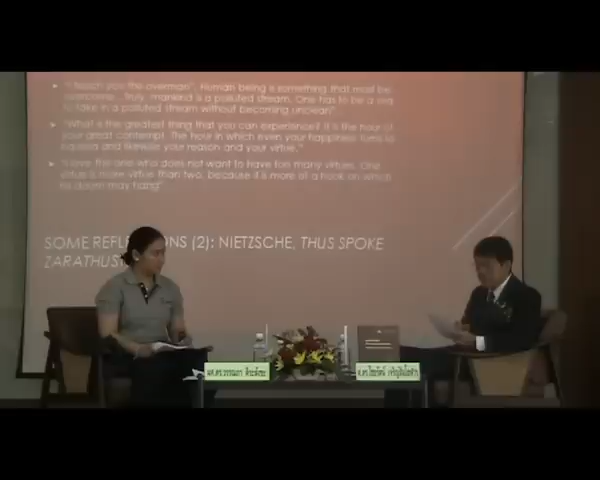 "I teach you the overman". Human being is something that must be
overcome... Truly, mankind is a polluted stream. One has to be a sea
to take in a polluted stream without becoming unclean"
"What is the greatest thing that you can experience? It is the hour of
your great contempt. The hour in which even your happiness turns to
nausea and likewise your reason and your virtue."
"I love the one who does not want to have too many virtues. One
virtue is more virtue than two, because it is more of a hook on which
his doom may hang"
SOME REFLECTIONS (2): NIETZSCHE, THUS SPOKE
ZARATHUSTRA